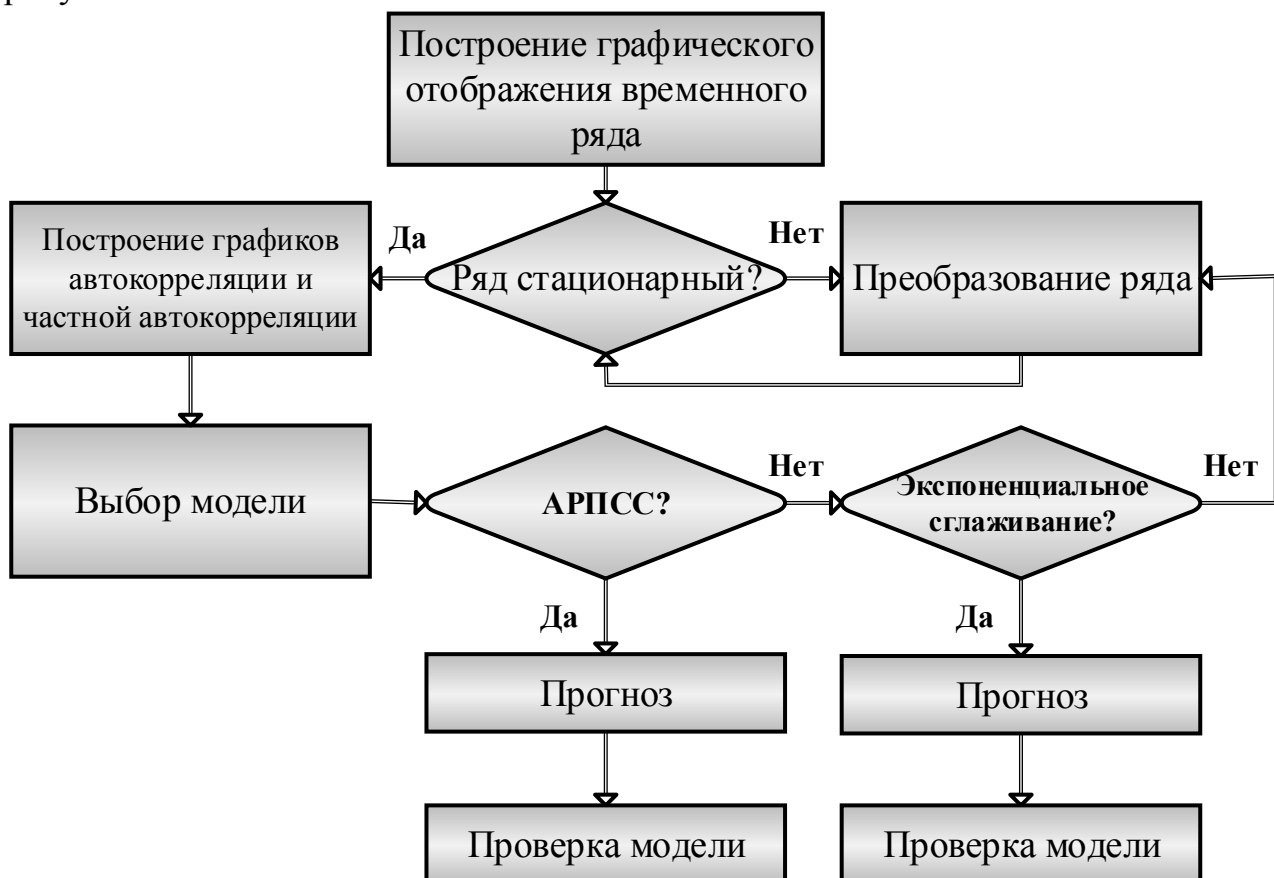 Построение графического
отображения временного
ряда
Да
Нет
Построение графиков
автокорреляции и
частной автокорреляции
Ряд стационарный?
Преобразование ряда
Выбор модели
АРПСС?
Нет
Экспоненциальное
сглаживание?
Нет
Да
Да
Прогноз
Прогноз
Проверка модели
Проверка модели